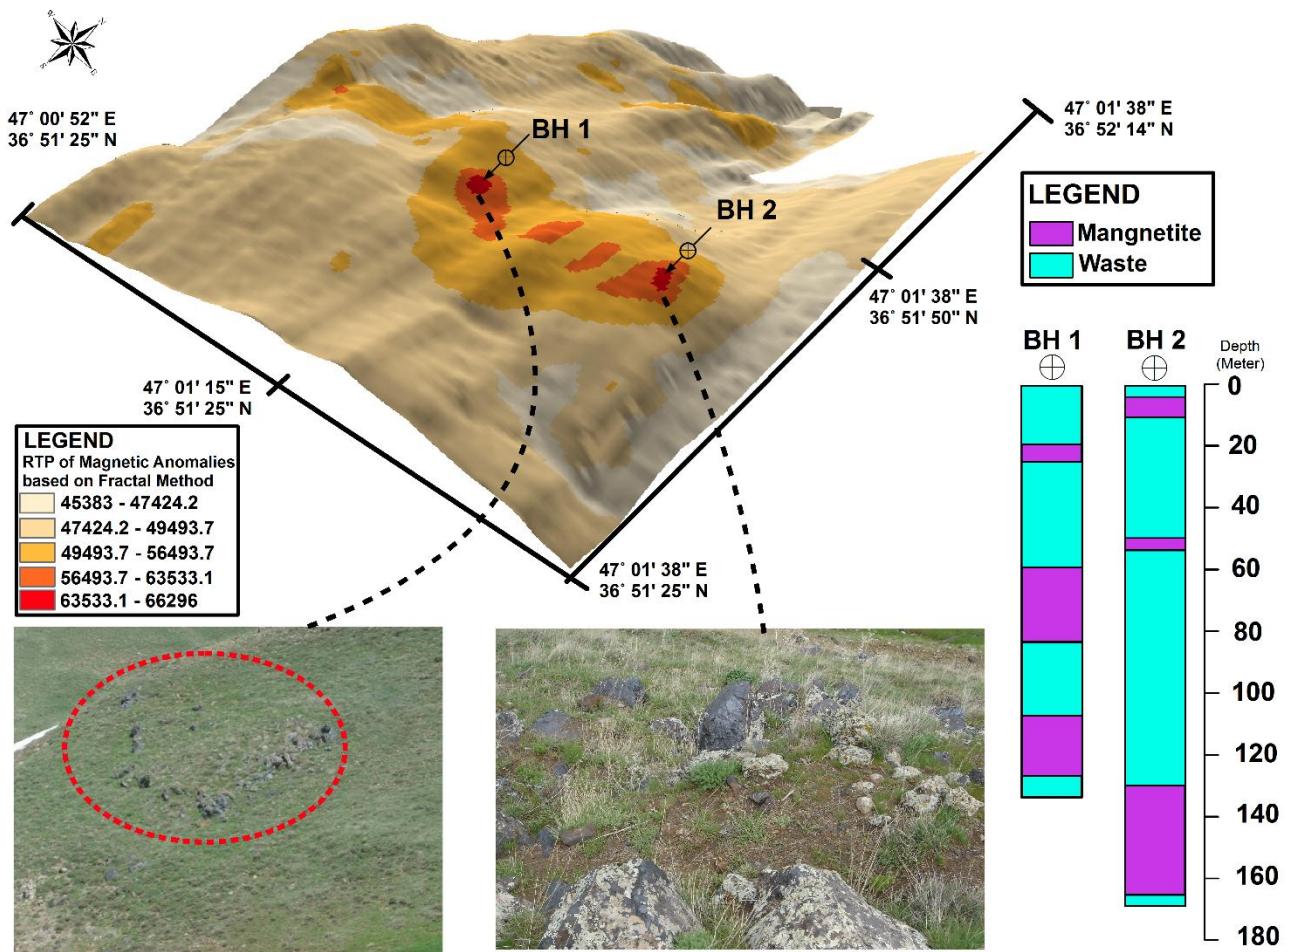 47° 00' 52" E
36° 51' 25" N
BH 1
BH 2
47° 01' 38" E
36° 52' 14" N
47° 01' 38" E
36° 51' 50" N
47° 01' 15" E
36° 51' 25" N
47° 01' 38" E
36° 51' 25" N
LEGEND
RTP of Magnetic Anomalies
based on Fractal Method
45383 - 47424.2
47424.2 - 49493.7
49493.7 - 56493.7
56493.7 - 63533.1
63533.1 - 66296
LEGEND
Mangnetite
Waste
BH 1
BH 2
Depth
(Meter)
0
20
40
60
80
100
120
140
160
180